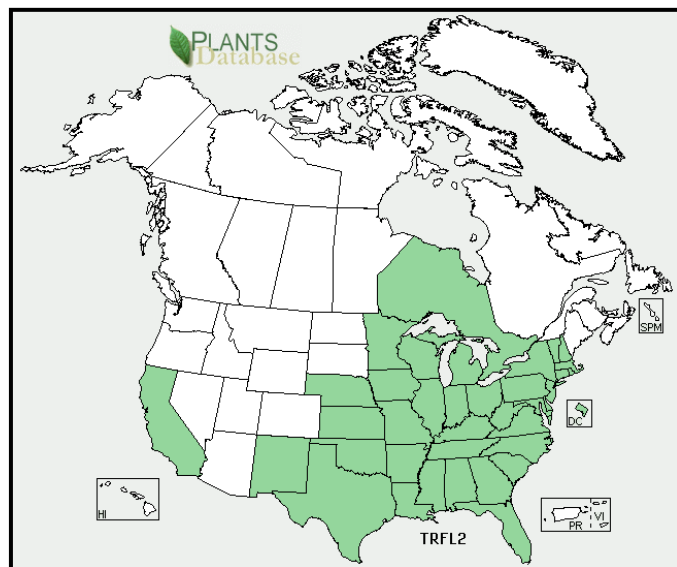 PLANTS
Database
SPM
DC
HI
PR
VI
TRFL2